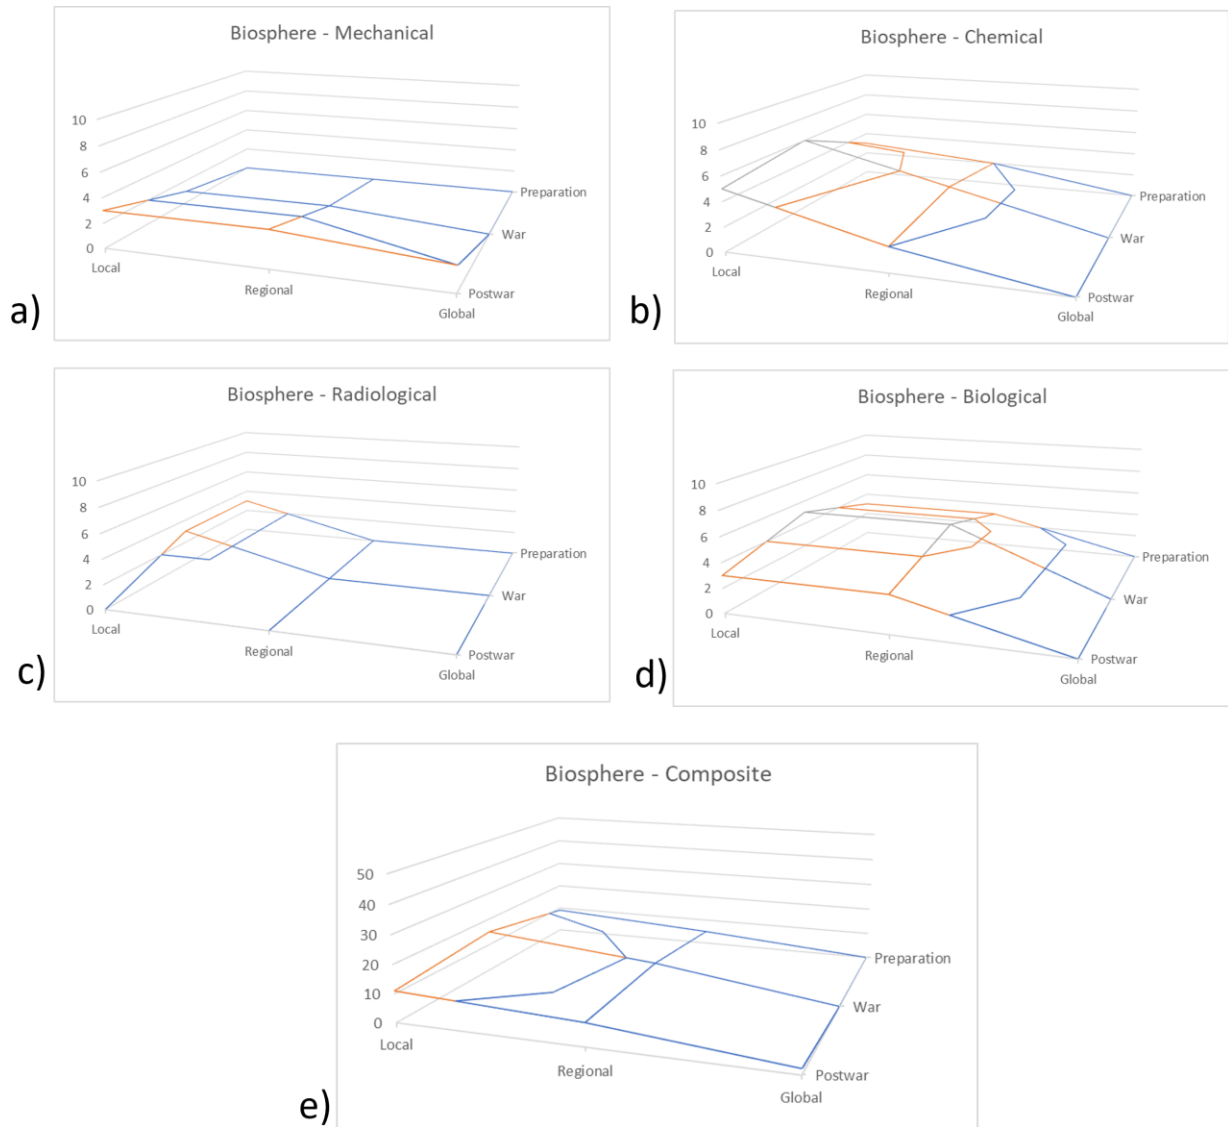 Biosphere - Mechanical
10
8
6
4
2
0
Local
Regional
Global
Preparation
War
Postwar
a)
Biosphere - Chemical
10
8
6
4
2
0
Local
Regional
Global
Preparation
War
Postwar
b)
Biosphere - Radiological
10
8
6
4
2
0
Local
Regional
Global
Preparation
War
Postwar
c)
Biosphere - Biological
10
8
6
4
2
0
Local
Regional
Global
Preparation
War
Postwar
d)
Biosphere - Composite
50
40
30
20
10
0
Local
Regional
Global
Preparation
War
Postwar
e)